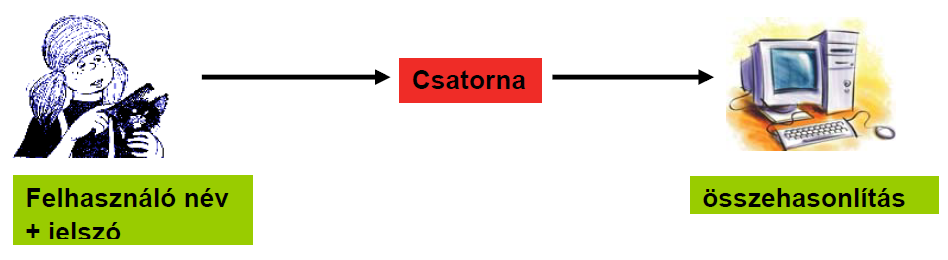 Csatorna
Felhasználó név
+ jelszó
összehasonlítás